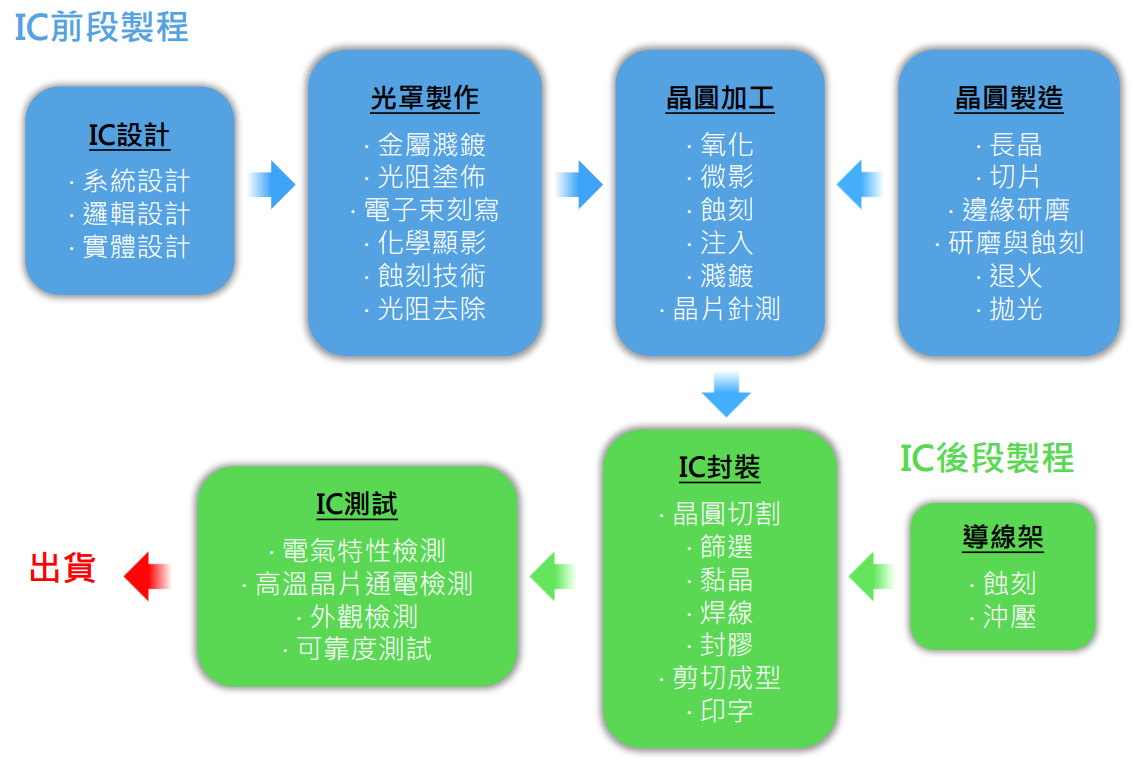 IC前段製程
IC設計
· 系統設計
· 邏輯設計
· 實體設計
光罩製作
· 金屬濺鍍
· 光阻塗佈
· 電子束刻寫
· 化學顯影
· 蝕刻技術
· 光阻去除
晶圓加工
· 氧化
· 微影
· 蝕刻
· 注入
· 濺鍍
· 晶片針測
晶圓製造
· 長晶
· 切片
· 邊緣研磨
· 研磨與蝕刻
· 退火
· 拋光
IC後段製程
導線架
· 蝕刻
· 沖壓
IC封裝
· 晶圓切割
· 篩選
· 黏晶
· 焊線
· 封膠
· 剪切成型
· 印字
IC測試
· 電氣特性檢測
· 高溫晶片通電檢測
· 外觀檢測
· 可靠度測試
出貨